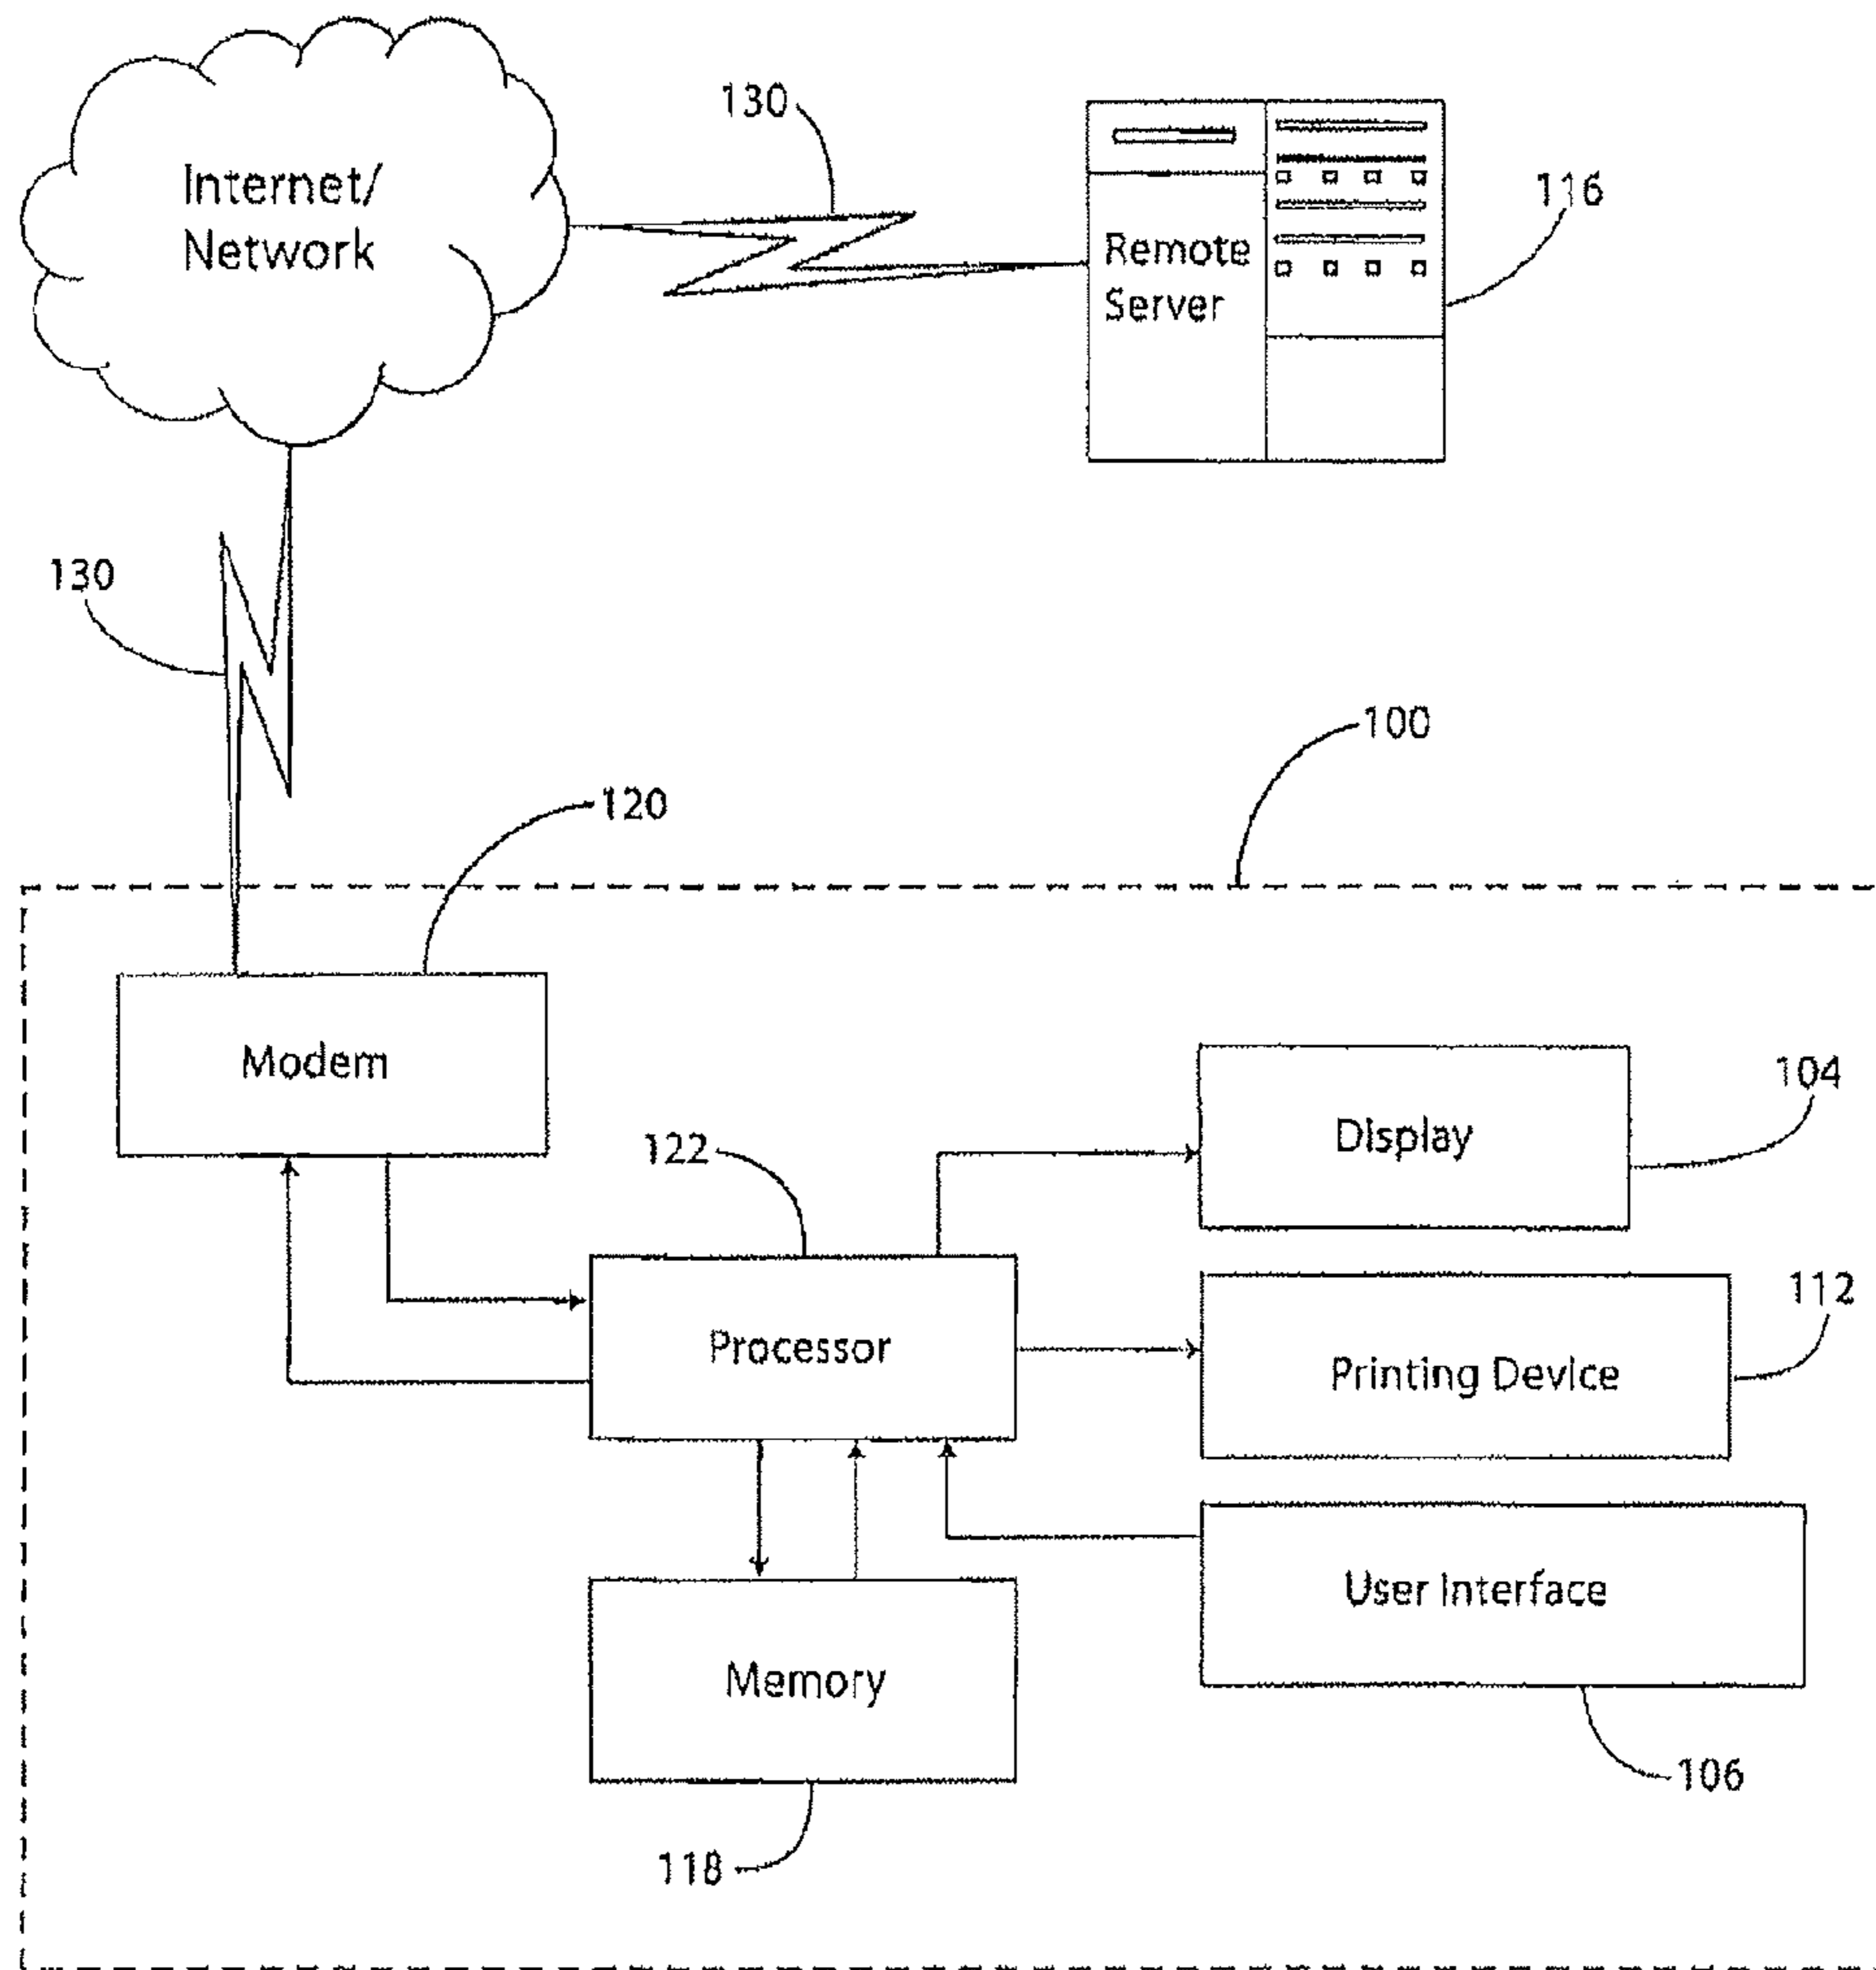 130
Internet/
Network
116
Remote
Server
130
100
120
Modem
104
Display
122
112
Processor
Printing Device
User Interface
Memory
106
118